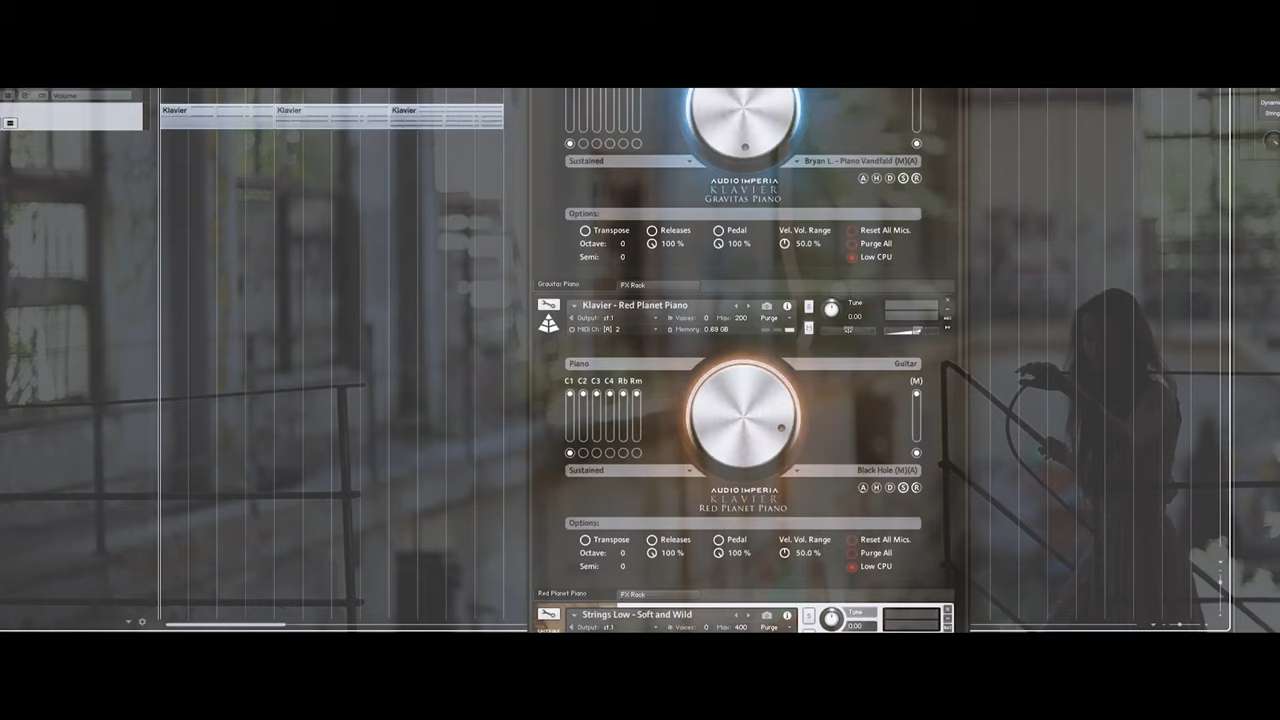 Volume
Klavier Klavier Klavier
Sustained Bryan L. - Piano Vandfald (M)(A)
A H D S R
AUDIO IMPERIA
KLAVIER
GRAVITAS PIANO
Options:
Transpose Releases Pedal Vel. Vol. Range Reset All Mics.
Octave: 0 100 % 100 % 50.0 % Purge All
Semi: 0 Low CPU
Gravitas Piano FX Rack
Klavier - Red Planet Piano
Output: st.1 Voices: 0 Max: 200 Purge
MIDI Ch: [A] 2 Memory: 0.69 GB
S
M
Tune
0.00
Piano Guitar
C1 C2 C3 C4 Rb Rm (M)
Sustained Black Hole (M)(A)
A H D S R
AUDIO IMPERIA
KLAVIER
RED PLANET PIANO
Options:
Transpose Releases Pedal Vel. Vol. Range Reset All Mics.
Octave: 0 100 % 100 % 50.0 % Purge All
Semi: 0 Low CPU
Red Planet Piano FX Rack
Strings Low - Soft and Wild
Output: st.1 Voices: 0 Max: 400 Purge
S
Tune
0.00
Dynami
String